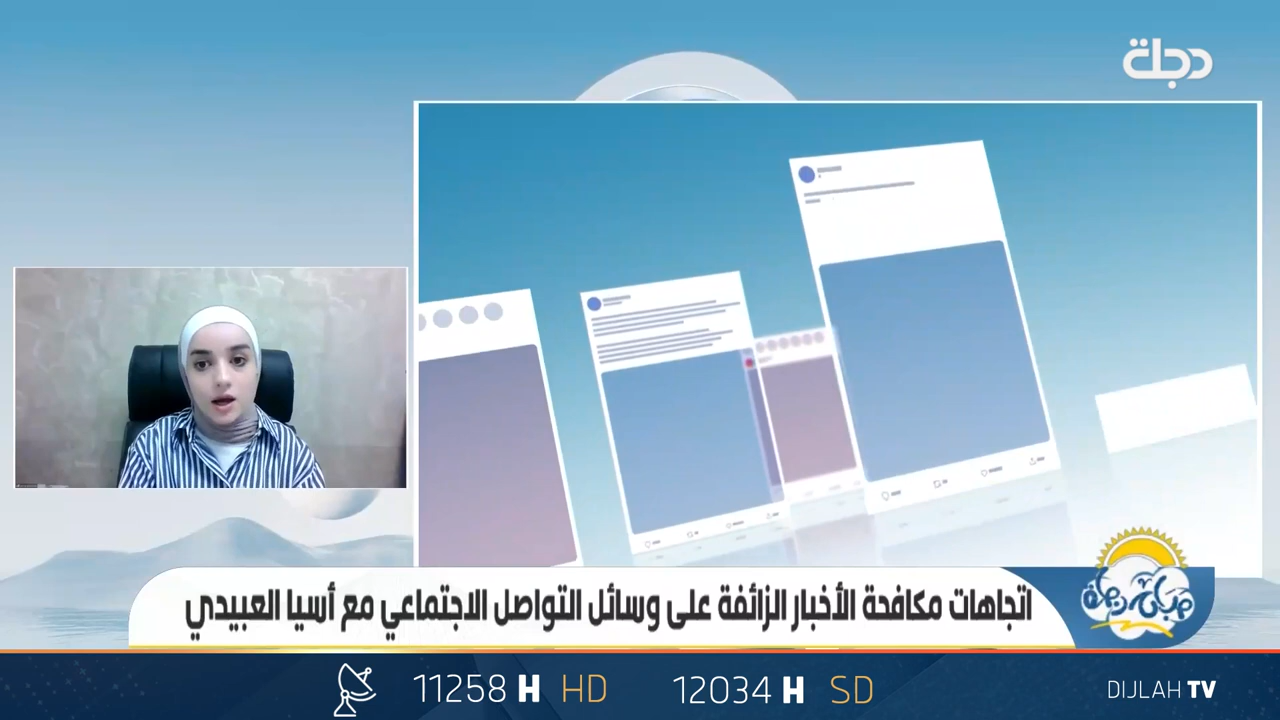 دجلة
اتجاهات مكافحة الأخبار الزائفة على وسائل التواصل الاجتماعي مع أسيا العبيدي
صباح دجلة
11258 H HD
12034 H SD
DIJLAH TV